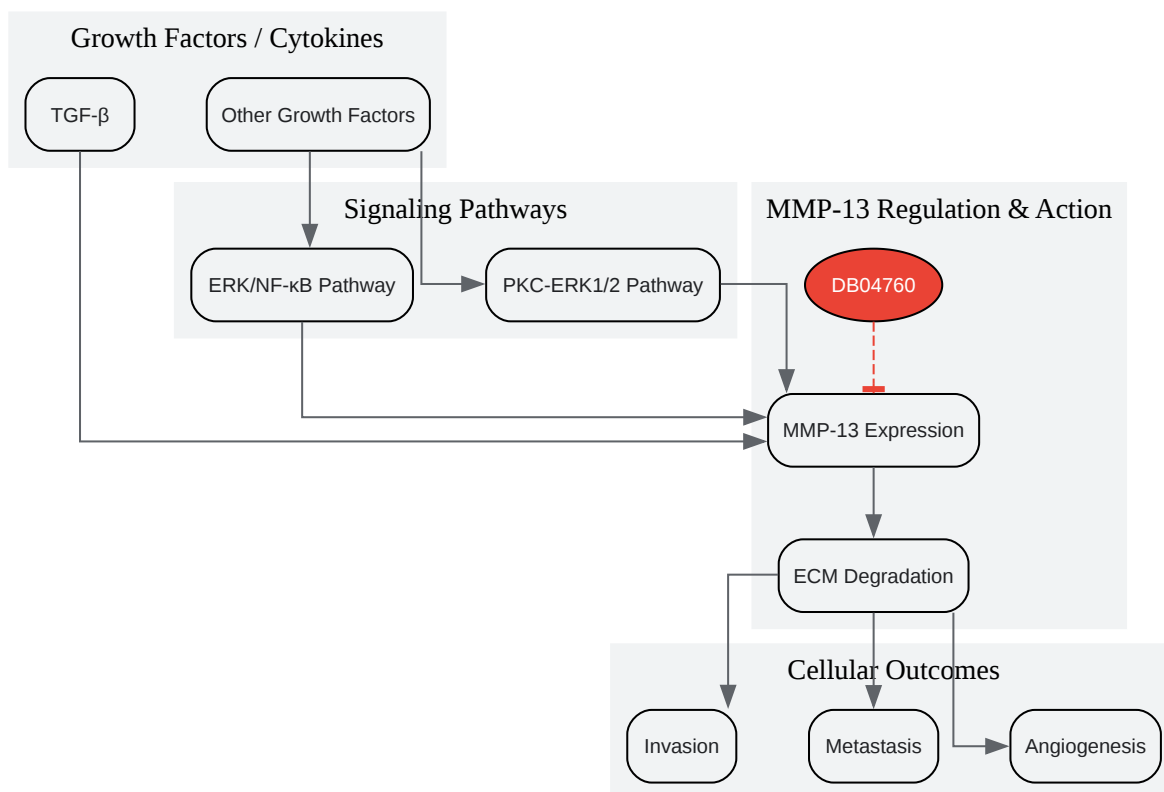 Growth Factors / Cytokines
TGF-β
Other Growth Factors
Signaling Pathways
MMP-13 Regulation & Action
ERK/NF-κB Pathway
PKC-ERK1/2 Pathway
DB04760
MMP-13 Expression
ECM Degradation
Cellular Outcomes
Invasion
Metastasis
Angiogenesis